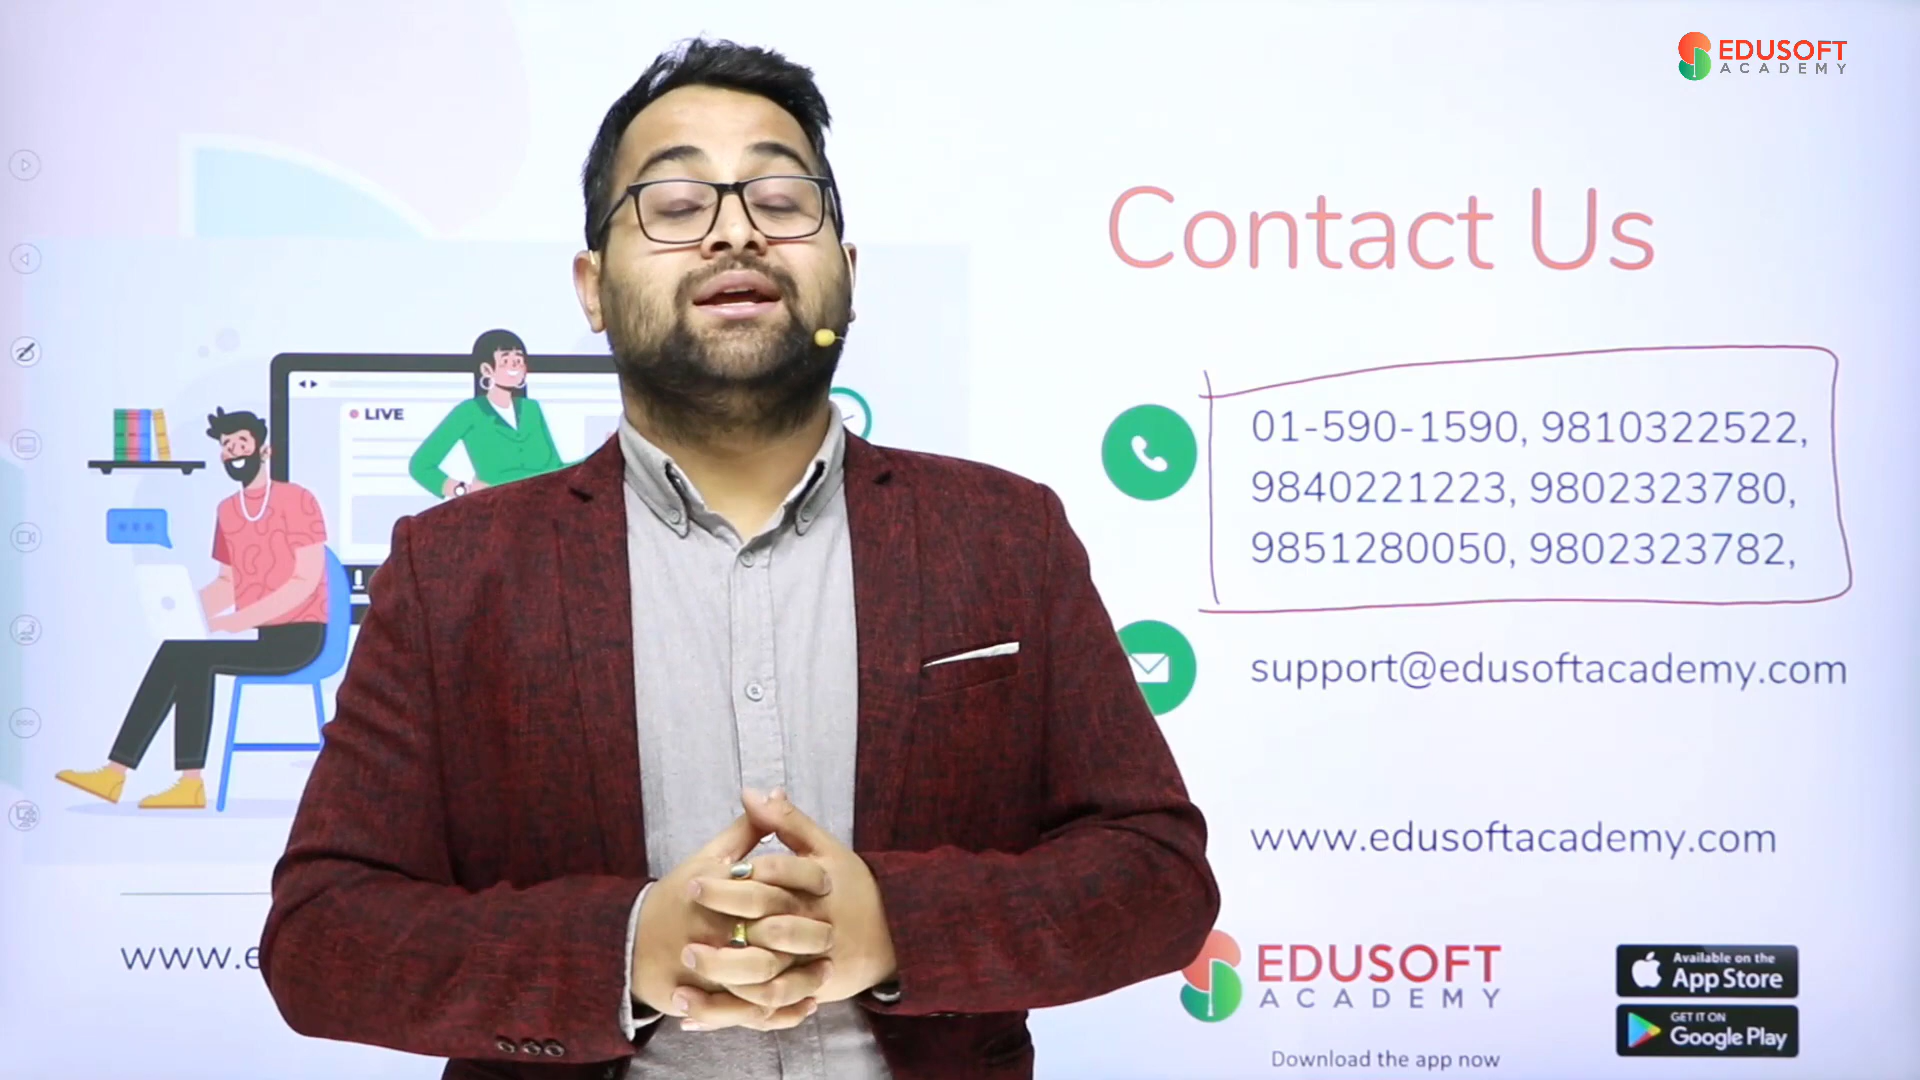 EDUSOFT
ACADEMY
Contact Us
LIVE
01-590-1590, 9810322522,
9840221223, 9802323780,
9851280050, 9802323782,
support@edusoftacademy.com
www.edusoftacademy.com
www.e
EDUSOFT
ACADEMY
Available on the
App Store
GET IT ON
Google Play
Download the app now